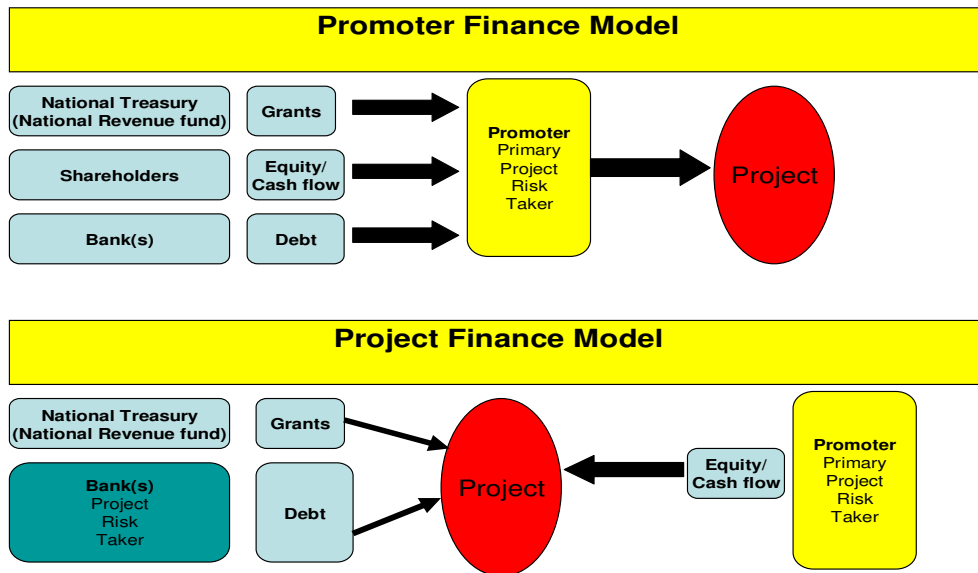 Promoter Finance Model
National Treasury
(National Revenue fund)
Grants
Shareholders
Equity/
Cash flow
Bank(s)
Debt
Promoter
Primary
Project
Risk
Taker
Project
Project Finance Model
National Treasury
(National Revenue fund)
Grants
Bank(s)
Project
Risk
Taker
Debt
Project
Equity/
Cash flow
Promoter
Primary
Project
Risk
Taker